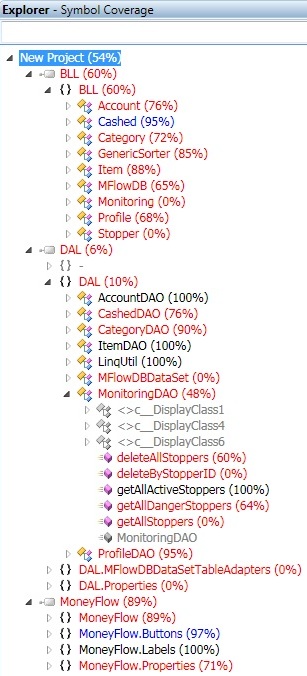 Explorer - Symbol Coverage
New Project (54%)
BLL (60%)
{} BLL (60%)
Account (76%)
Cashed (95%)
Category (72%)
GenericSorter (85%)
Item (88%)
MFlowDB (65%)
Monitoring (0%)
Profile (68%)
Stopper (0%)
DAL (6%)
{} -
{} DAL (10%)
AccountDAO (100%)
CashedDAO (76%)
CategoryDAO (90%)
ItemDAO (100%)
LinqUtil (100%)
MFlowDBDataSet (0%)
MonitoringDAO (48%)
<>c__DisplayClass1
<>c__DisplayClass4
<>c__DisplayClass6
deleteAllStoppers (60%)
deleteByStopperID (0%)
getAllActiveStoppers (100%)
getAllDangerStoppers (64%)
getAllStoppers (0%)
MonitoringDAO
ProfileDAO (95%)
{} DAL.MFlowDBDataSetTableAdapters (0%)
{} DAL.Properties (0%)
MoneyFlow (89%)
{} MoneyFlow (89%)
{} MoneyFlow.Buttons (97%)
{} MoneyFlow.Labels (100%)
{} MoneyFlow.Properties (71%)